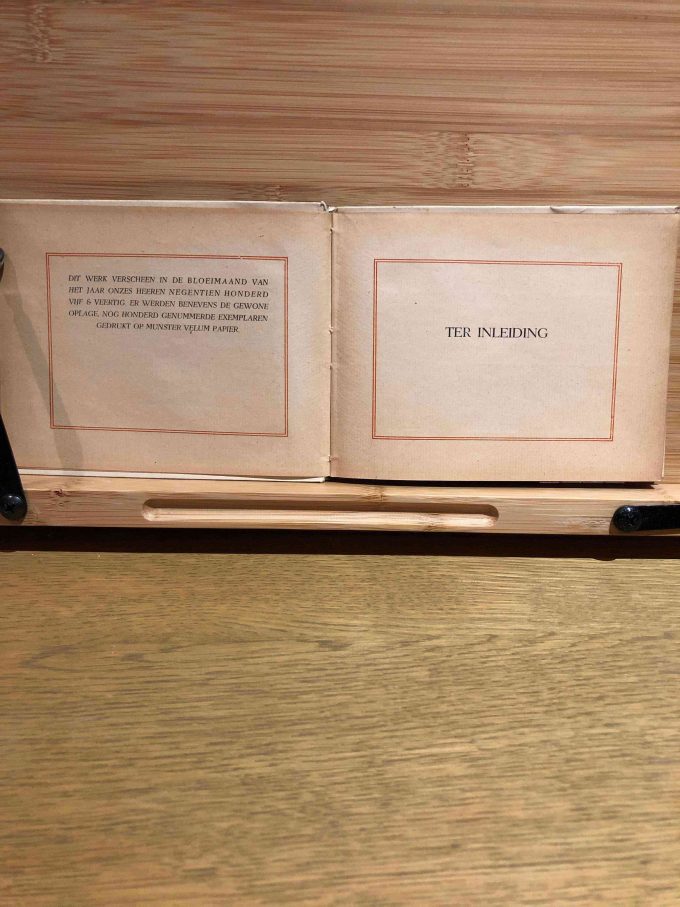 DIT WERK VERSCHEEN IN DE BLOEIMAAND VAN
HET JAAR ONZES HEEREN NEGENTIEN HONDERD
VIJF & VEERTIG. ER WERDEN BENEVENS DE GEWONE
OPLAGE, NOG HONDERD GENUMMERDE EXEMPLAREN
GEDRUKT OP MUNSTER VELUM PAPIER
TER INLEIDING